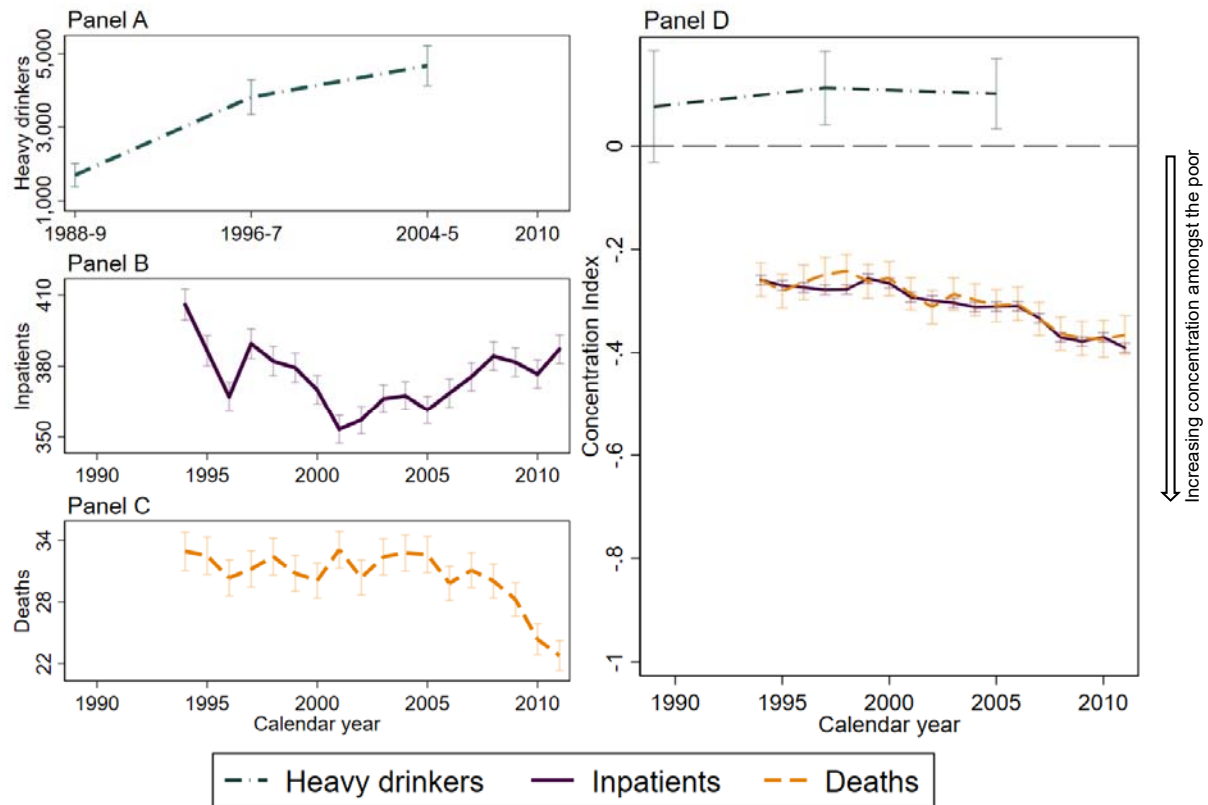 Panel A
Heavy drinkers
5,000
3,000
1,000
1988-9 1996-7 2004-5 2010
Panel B
Inpatients
410
380
350
1990 1995 2000 2005 2010
Panel C
Deaths
34
28
22
1990 1995 2000 2005 2010
Calendar year
Panel D
Concentration Index
0
-.2
-.4
-.6
-.8
-1
1990 1995 2000 2005 2010
Calendar year
Increasing concentration amongst the poor
Heavy drinkers Inpatients Deaths